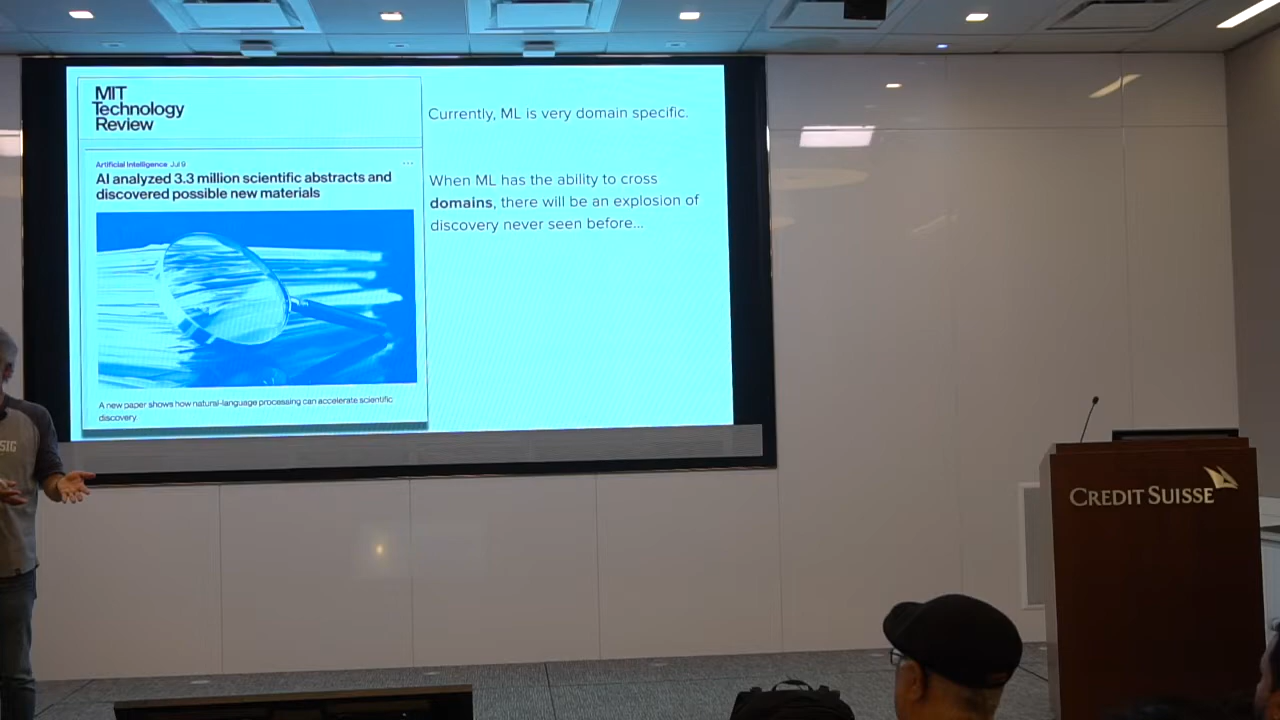 MIT
Technology
Review
Artificial Intelligence Jul 9
AI analyzed 3.3 million scientific abstracts and
discovered possible new materials
A new paper shows how natural-language processing can accelerate scientific
discovery
Currently, ML is very domain specific.
When ML has the ability to cross
domains, there will be an explosion of
discovery never seen before...
SIG
CREDIT SUISSE